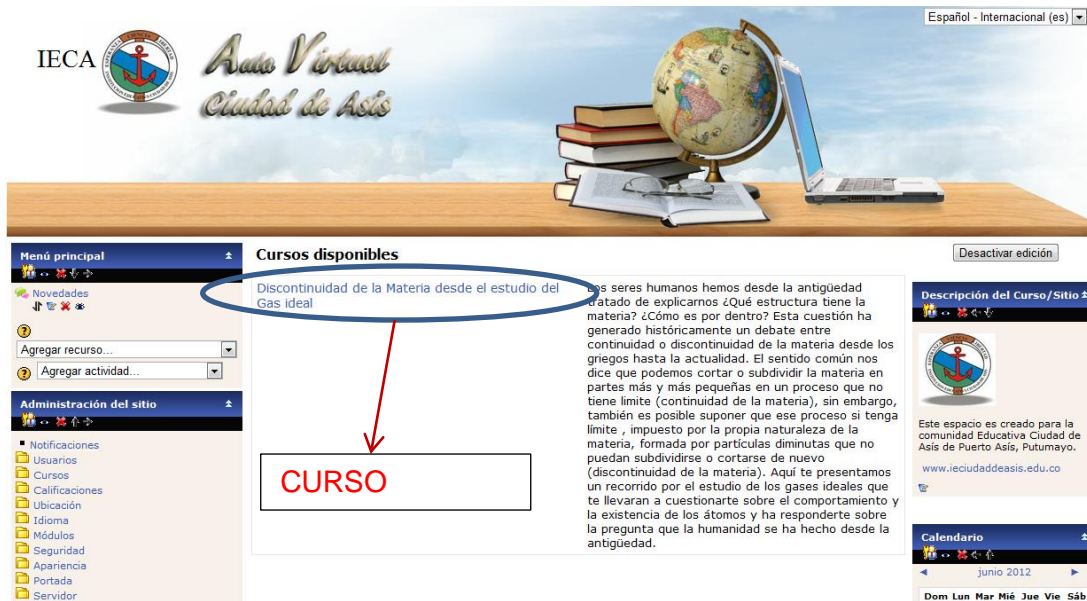 Español - Internacional (es)
IECA
Aula Virtual
Ciudad de Asís
Menú principal
Novedades
Agregar recurso...
Agregar actividad...
Administración del sitio
Notificaciones
Usuarios
Cursos
Calificaciones
Ubicación
Idioma
Módulos
Seguridad
Apariencia
Portada
Servidor
Cursos disponibles
Discontinuidad de la Materia desde el estudio del
Gas ideal
CURSO
Los seres humanos hemos desde la antigüedad
tratado de explicarnos ¿Qué estructura tiene la
materia? ¿Cómo es por dentro? Esta cuestión ha
generado históricamente un debate entre
continuidad o discontinuidad de la materia desde los
griegos hasta la actualidad. El sentido común nos
dice que podemos cortar o subdividir la materia en
partes más y más pequeñas en un proceso que no
tiene limite (continuidad de la materia), sin embargo,
también es posible suponer que ese proceso si tenga
límite , impuesto por la propia naturaleza de la
materia, formada por partículas diminutas que no
puedan subdividirse o cortarse de nuevo
(discontinuidad de la materia). Aquí te presentamos
un recorrido por el estudio de los gases ideales que
te llevaran a cuestionarte sobre el comportamiento y
la existencia de los átomos y ha responderte sobre
la pregunta que la humanidad se ha hecho desde la
antigüedad.
Desactivar edición
Descripción del Curso/Sitio
Este espacio es creado para la
comunidad Educativa Ciudad de
Asís de Puerto Asís, Putumayo.
www.ieciudaddeasis.edu.co
Calendario
junio 2012
Dom Lun Mar Mié Jue Vie Sáb